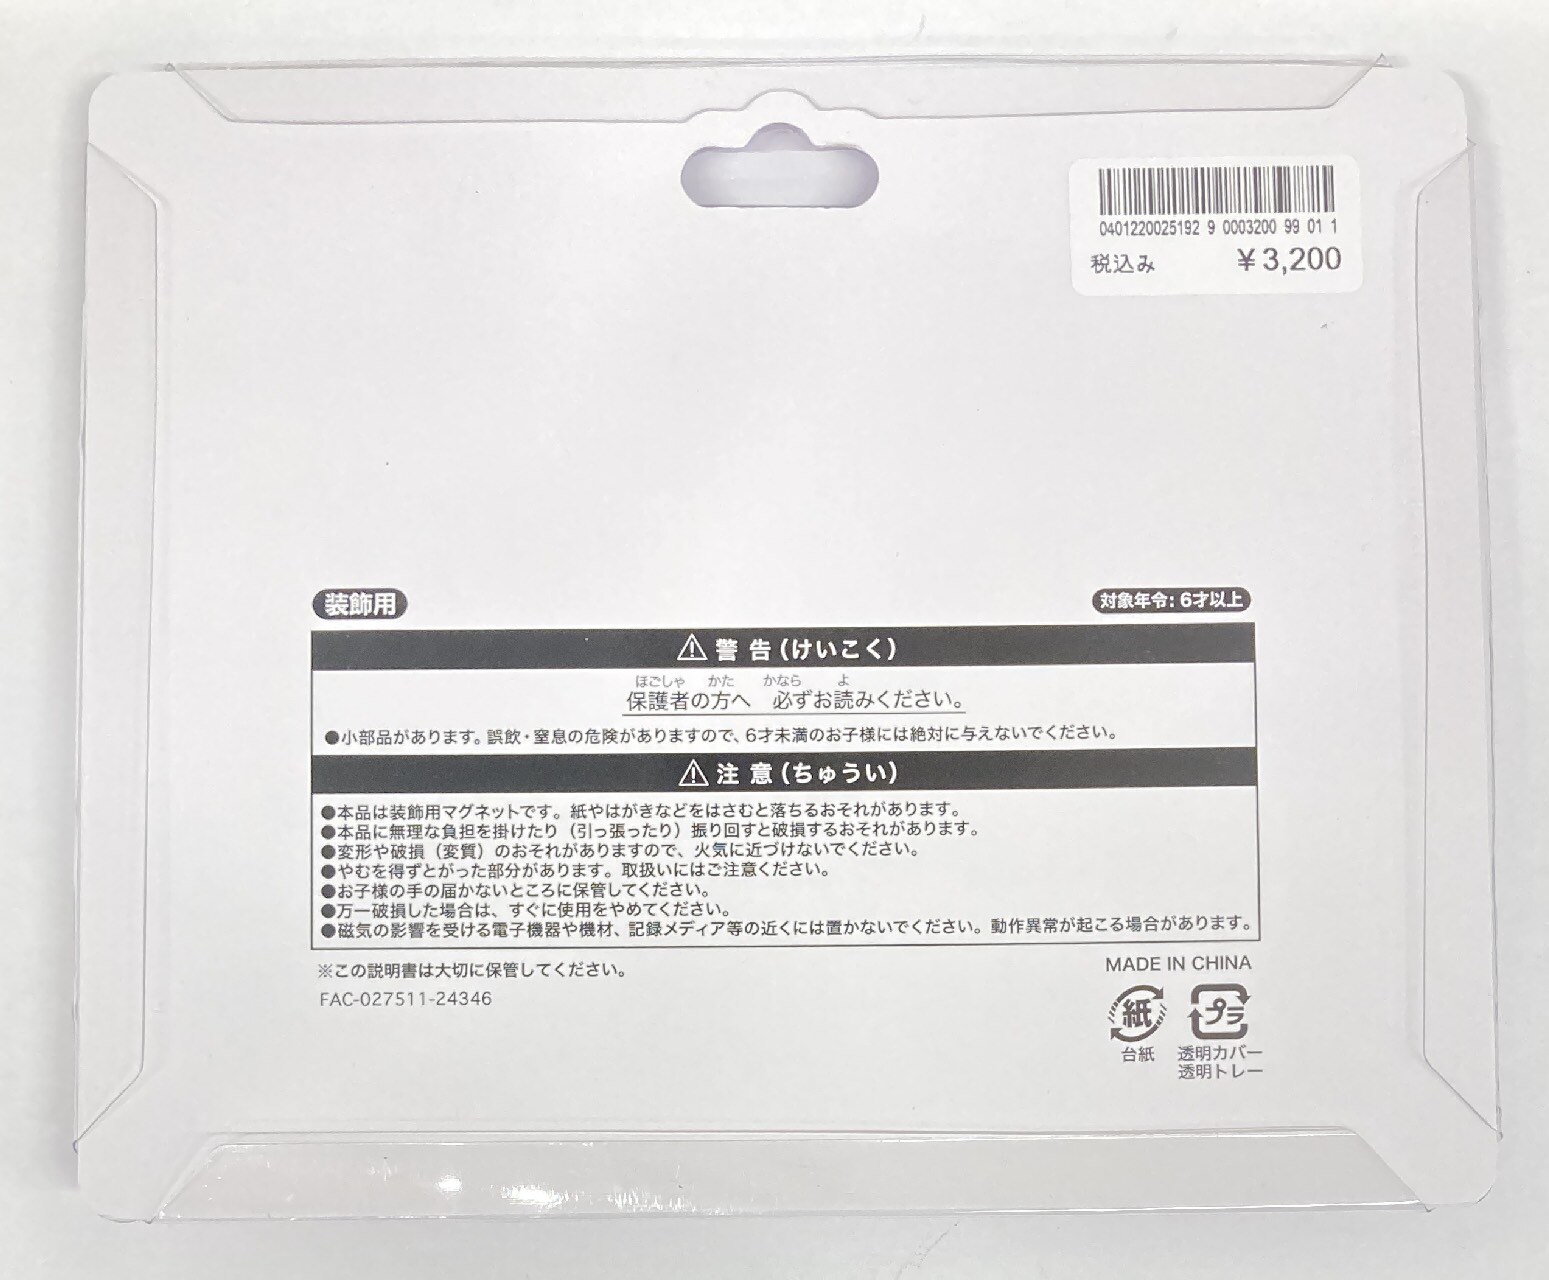 0401220025192 9 0003200 99 01 1
税込み ¥3,200
装飾用
対象年令:6才以上
⚠警 告(けいこく)
ほごしゃ かた かなら よ
保護者の方へ 必ずお読みください。
●小部品があります。誤飲・窒息の危険がありますので、6才未満のお子様には絶対に与えないでください。
⚠注 意(ちゅうい)
●本品は装飾用マグネットです。紙やはがきなどをはさむと落ちるおそれがあります。
●本品に無理な負担を掛けたり(引っ張ったり)振り回すと破損するおそれがあります。
●変形や破損(変質)のおそれがありますので、火気に近づけないでください。
●やむを得ずとがった部分があります。取扱いにはご注意ください。
●お子様の手の届かないところに保管してください。
●万一破損した場合は、すぐに使用をやめてください。
●磁気の影響を受ける電子機器や機材、記録メディア等の近くには置かないでください。動作異常が起こる場合があります。
※この説明書は大切に保管してください。
MADE IN CHINA
FAC-027511-24346
紙 プラ
台紙 透明カバー
透明トレー